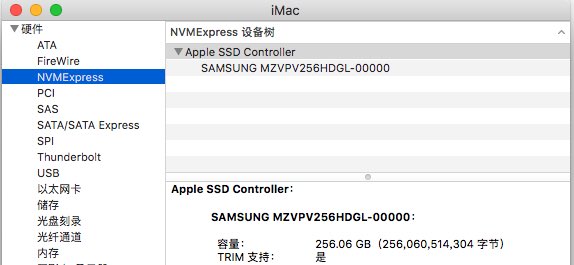 iMac
硬件
ATA
FireWire
NVMExpress
PCI
SAS
SATA/SATA Express
SPI
Thunderbolt
USB
以太网卡
储存
光盘刻录
光纤通道
内存
NVMExpress 设备树
Apple SSD Controller
SAMSUNG MZVPV256HDGL-00000
Apple SSD Controller：
SAMSUNG MZVPV256HDGL-00000：
容量： 256.06 GB（256,060,514,304 字节）
TRIM 支持： 是